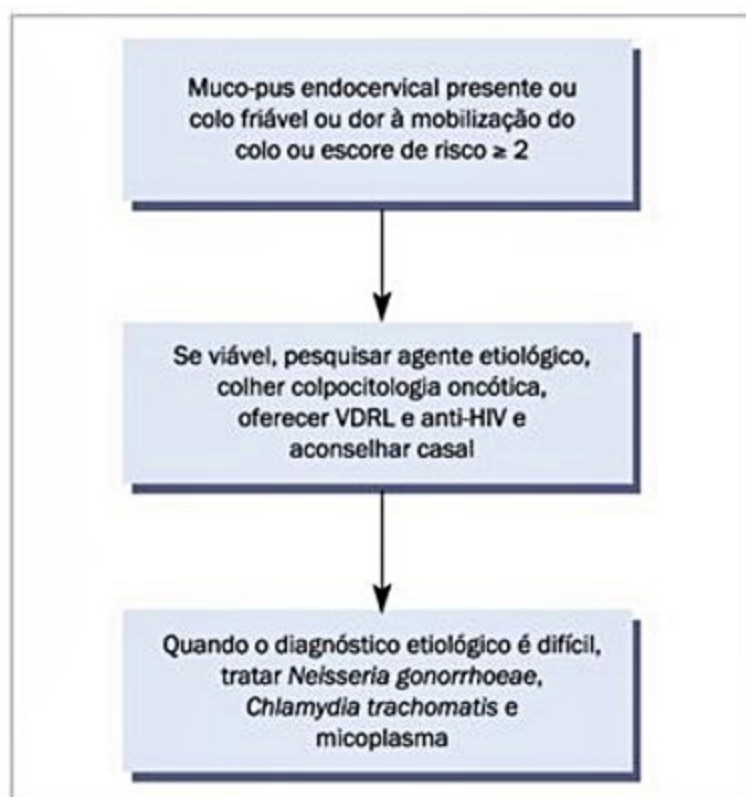 Muco-pus endocervical presente ou
colo friável ou dor à mobilização do
colo ou escore de risco ≥ 2
Se viável, pesquisar agente etiológico,
colher colpocitologia oncótica,
oferecer VDRL e anti-HIV e
aconselhar casal
Quando o diagnóstico etiológico é difícil,
tratar Neisseria gonorrhoeae,
Chlamydia trachomatis e
micoplasma